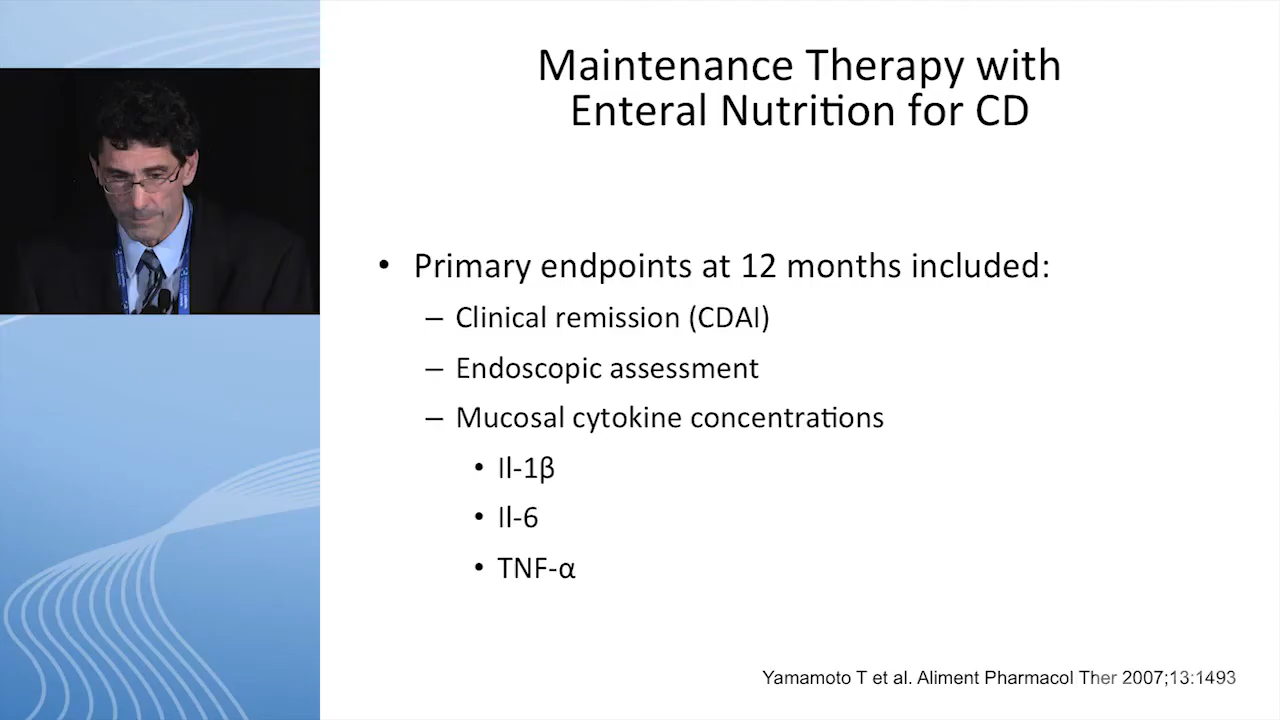 Maintenance Therapy with
Enteral Nutrition for CD
• Primary endpoints at 12 months included:
– Clinical remission (CDAI)
– Endoscopic assessment
– Mucosal cytokine concentrations
• Il-1β
• Il-6
• TNF-α
Yamamoto T et al. Aliment Pharmacol Ther 2007;13:1493